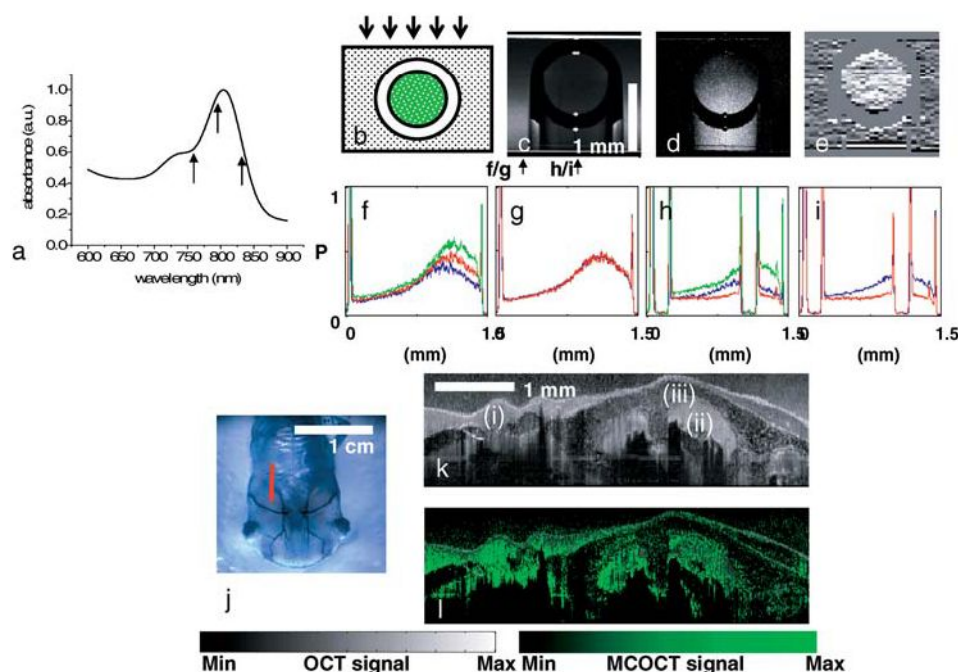 absorbance (a.u.)
1.0
0.8
0.6
0.4
0.2
0.0
600 650 700 750 800 850 900
wavelength (nm)
a
b
c
1 mm
d
e
f/g
h/i
f
g
h
i
1
P
0
0
1.5
1.5
1.5
(mm) (mm) (mm) (mm)
1 cm
j
1 mm
(i)
(iii)
(ii)
k
l
Min OCT signal Max
Min MCOCT signal Max